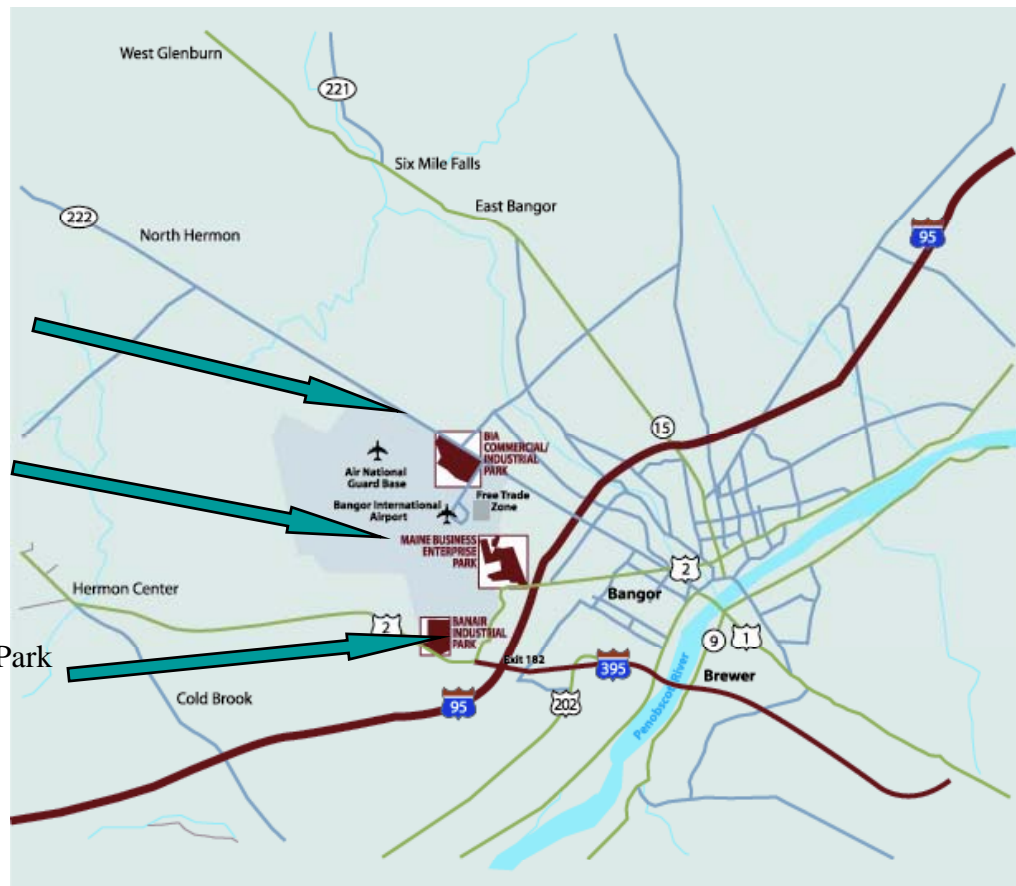 West Glenburn
221
Six Mile Falls
East Bangor
222
North Hermon
95
15
BIA
COMMERCIAL/
INDUSTRIAL
PARK
Air National
Guard Base
Bangor International
Airport
Free Trade
Zone
MAINE BUSINESS
ENTERPRISE
PARK
2
Hermon Center
Bangor
2
BANAIR
INDUSTRIAL
PARK
9
1
Park
Exit 182
395
Brewer
Cold Brook
95
202
Penobscot River